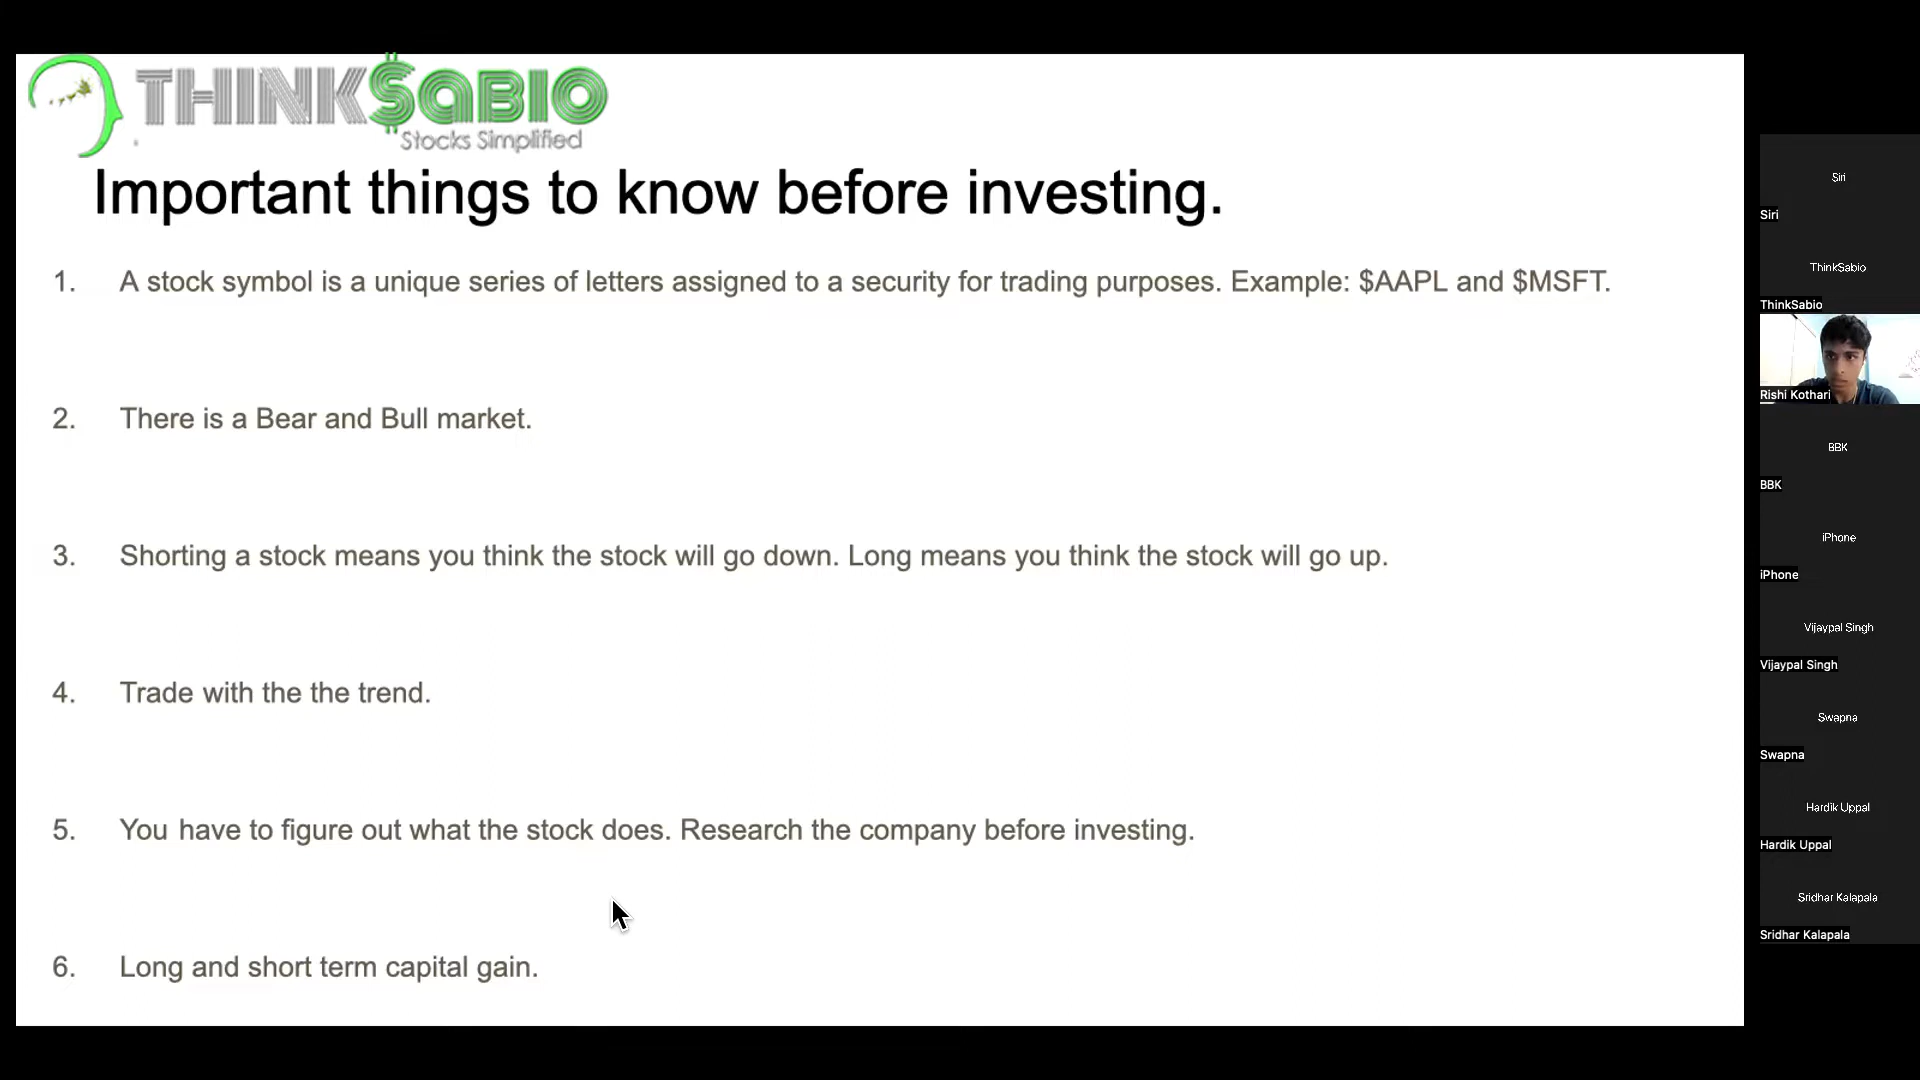 THINK$aBIO
Stocks Simplified
Important things to know before investing.
1. A stock symbol is a unique series of letters assigned to a security for trading purposes. Example: $AAPL and $MSFT.
2. There is a Bear and Bull market.
3. Shorting a stock means you think the stock will go down. Long means you think the stock will go up.
4. Trade with the the trend.
5. You have to figure out what the stock does. Research the company before investing.
6. Long and short term capital gain.
Siri
Siri
ThinkSabio
ThinkSabio
Rishi Kothari
BBK
BBK
iPhone
iPhone
Vijaypal Singh
Vijaypal Singh
Swapna
Swapna
Hardik Uppal
Hardik Uppal
Sridhar Kalapala
Sridhar Kalapala